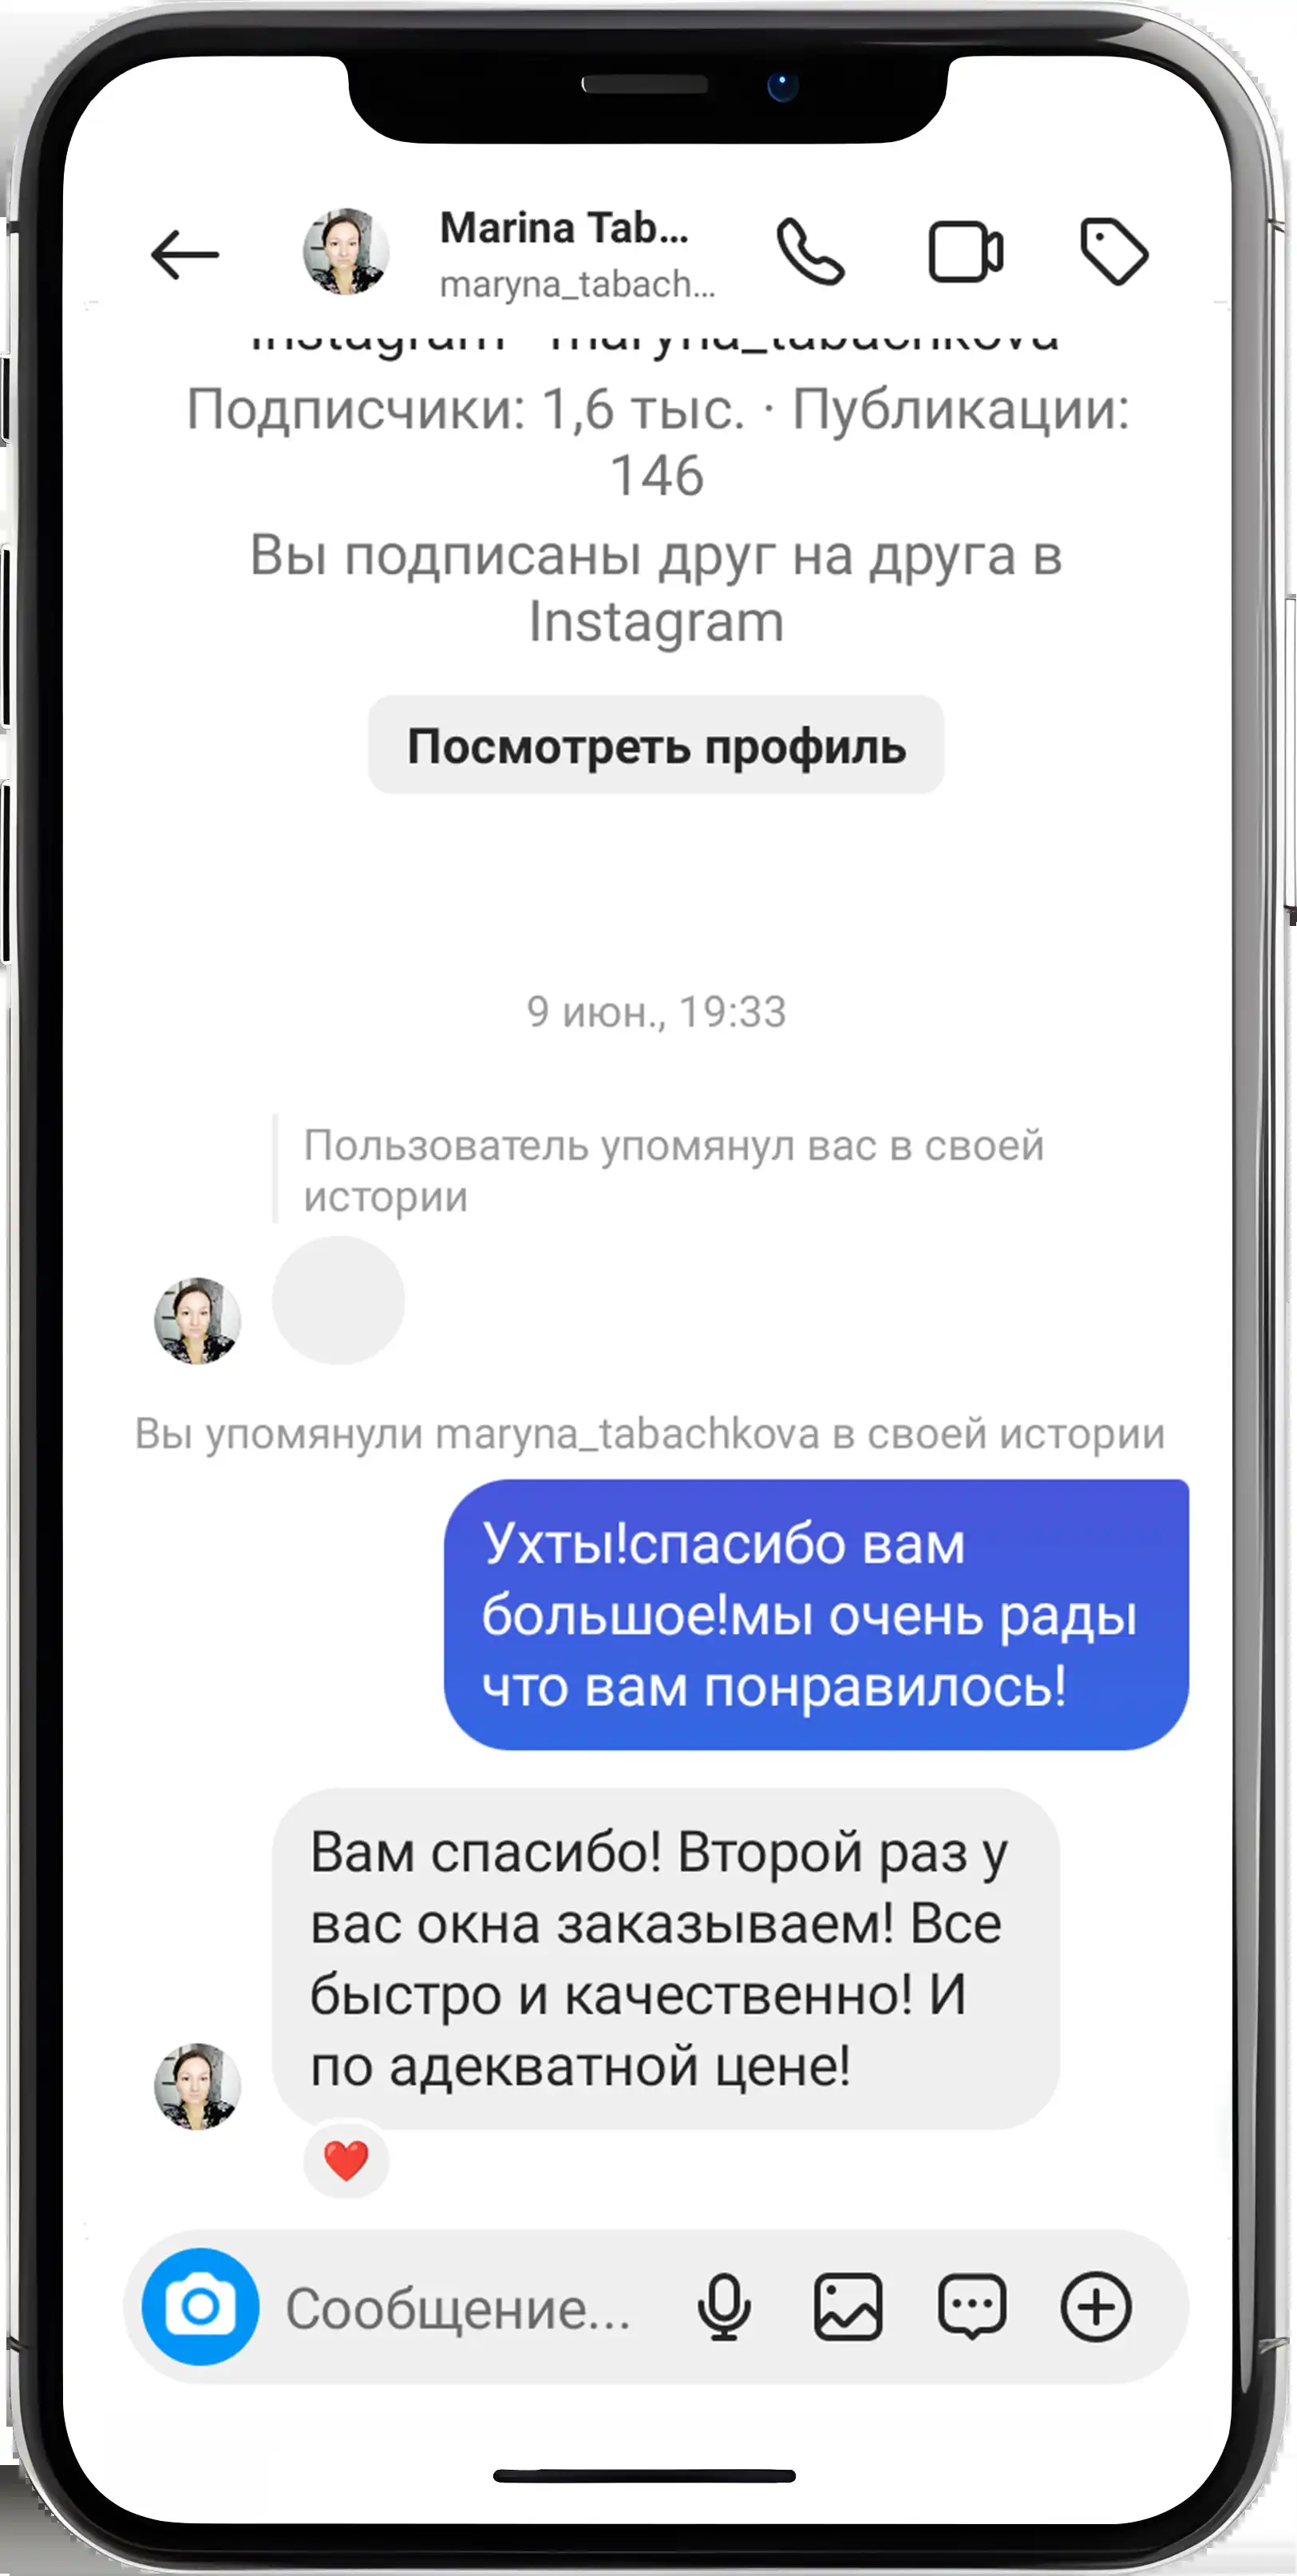 Marina Tab...
maryna_tabach...
Instagram · maryna_tabachkova
Подписчики: 1,6 тыс. · Публикации:
146
Вы подписаны друг на друга в
Instagram
Посмотреть профиль
9 июн., 19:33
Пользователь упомянул вас в своей
истории
Вы упомянули maryna_tabachkova в своей истории
Ухты!спасибо вам
большое!мы очень рады
что вам понравилось!
Вам спасибо! Второй раз у
вас окна заказываем! Все
быстро и качественно! И
по адекватной цене!
Сообщение...